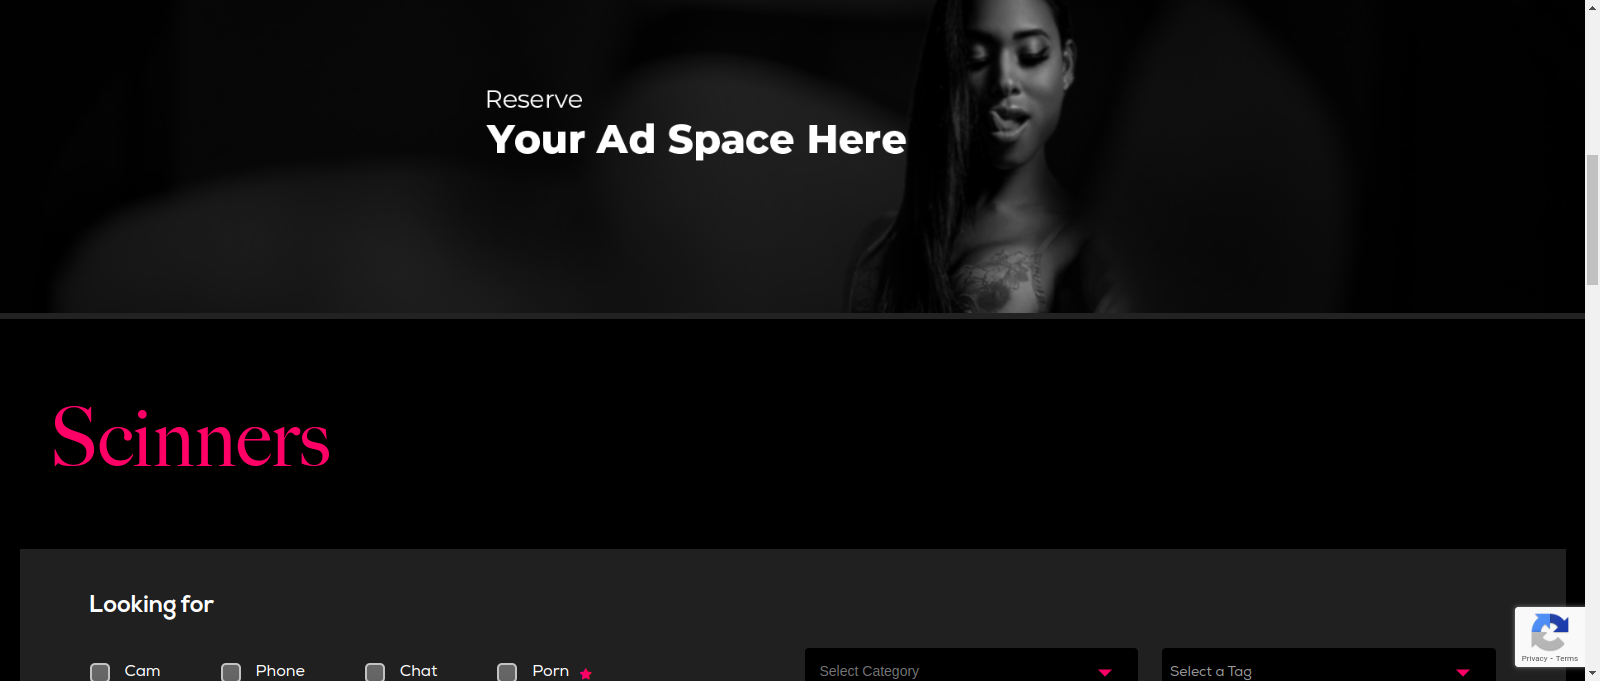 Reserve
Your Ad Space Here
Scinners
Looking for
Cam
Phone
Chat
Porn
Select Category
Select a Tag
Privacy - Terms